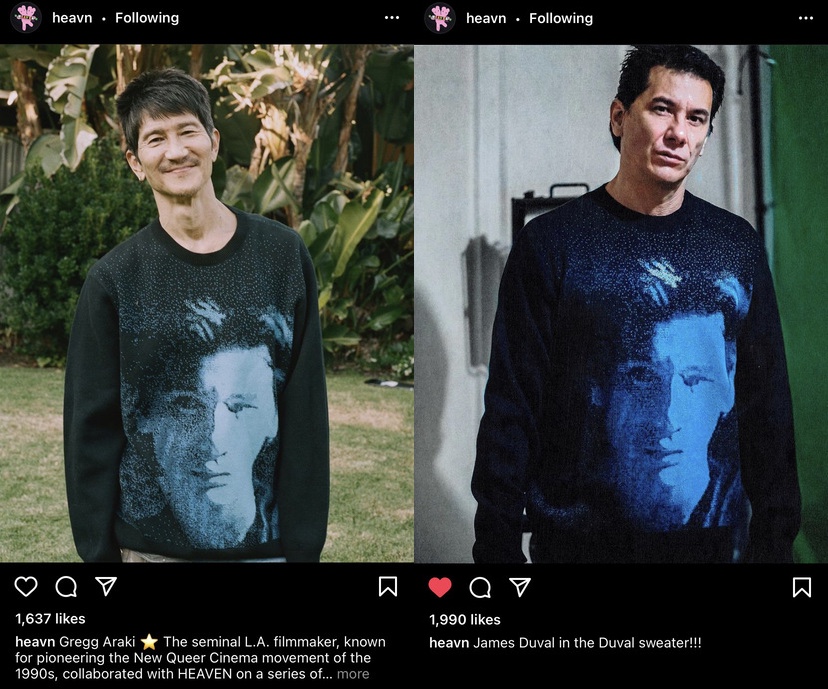 heavn • Following
1,637 likes
heavn Gregg Araki ⭐ The seminal L.A. filmmaker, known
for pioneering the New Queer Cinema movement of the
1990s, collaborated with HEAVEN on a series of... more
heavn • Following
1,990 likes
heavn James Duval in the Duval sweater!!!